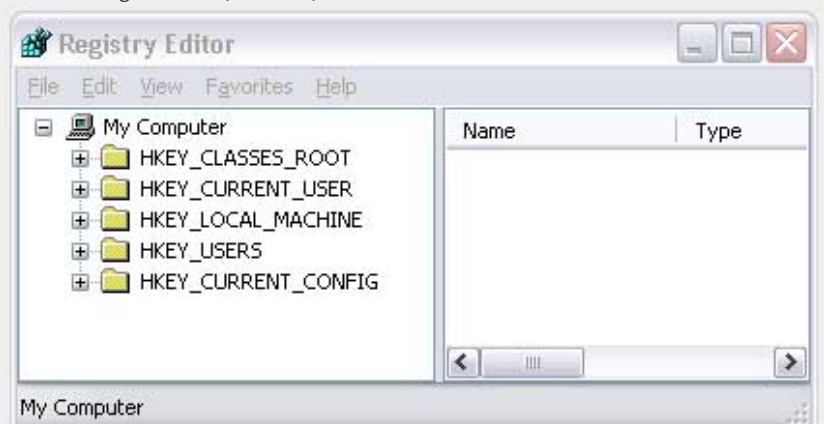 Registry Editor
File Edit View Favorites Help
My Computer
HKEY_CLASSES_ROOT
HKEY_CURRENT_USER
HKEY_LOCAL_MACHINE
HKEY_USERS
HKEY_CURRENT_CONFIG
Name Type
My Computer